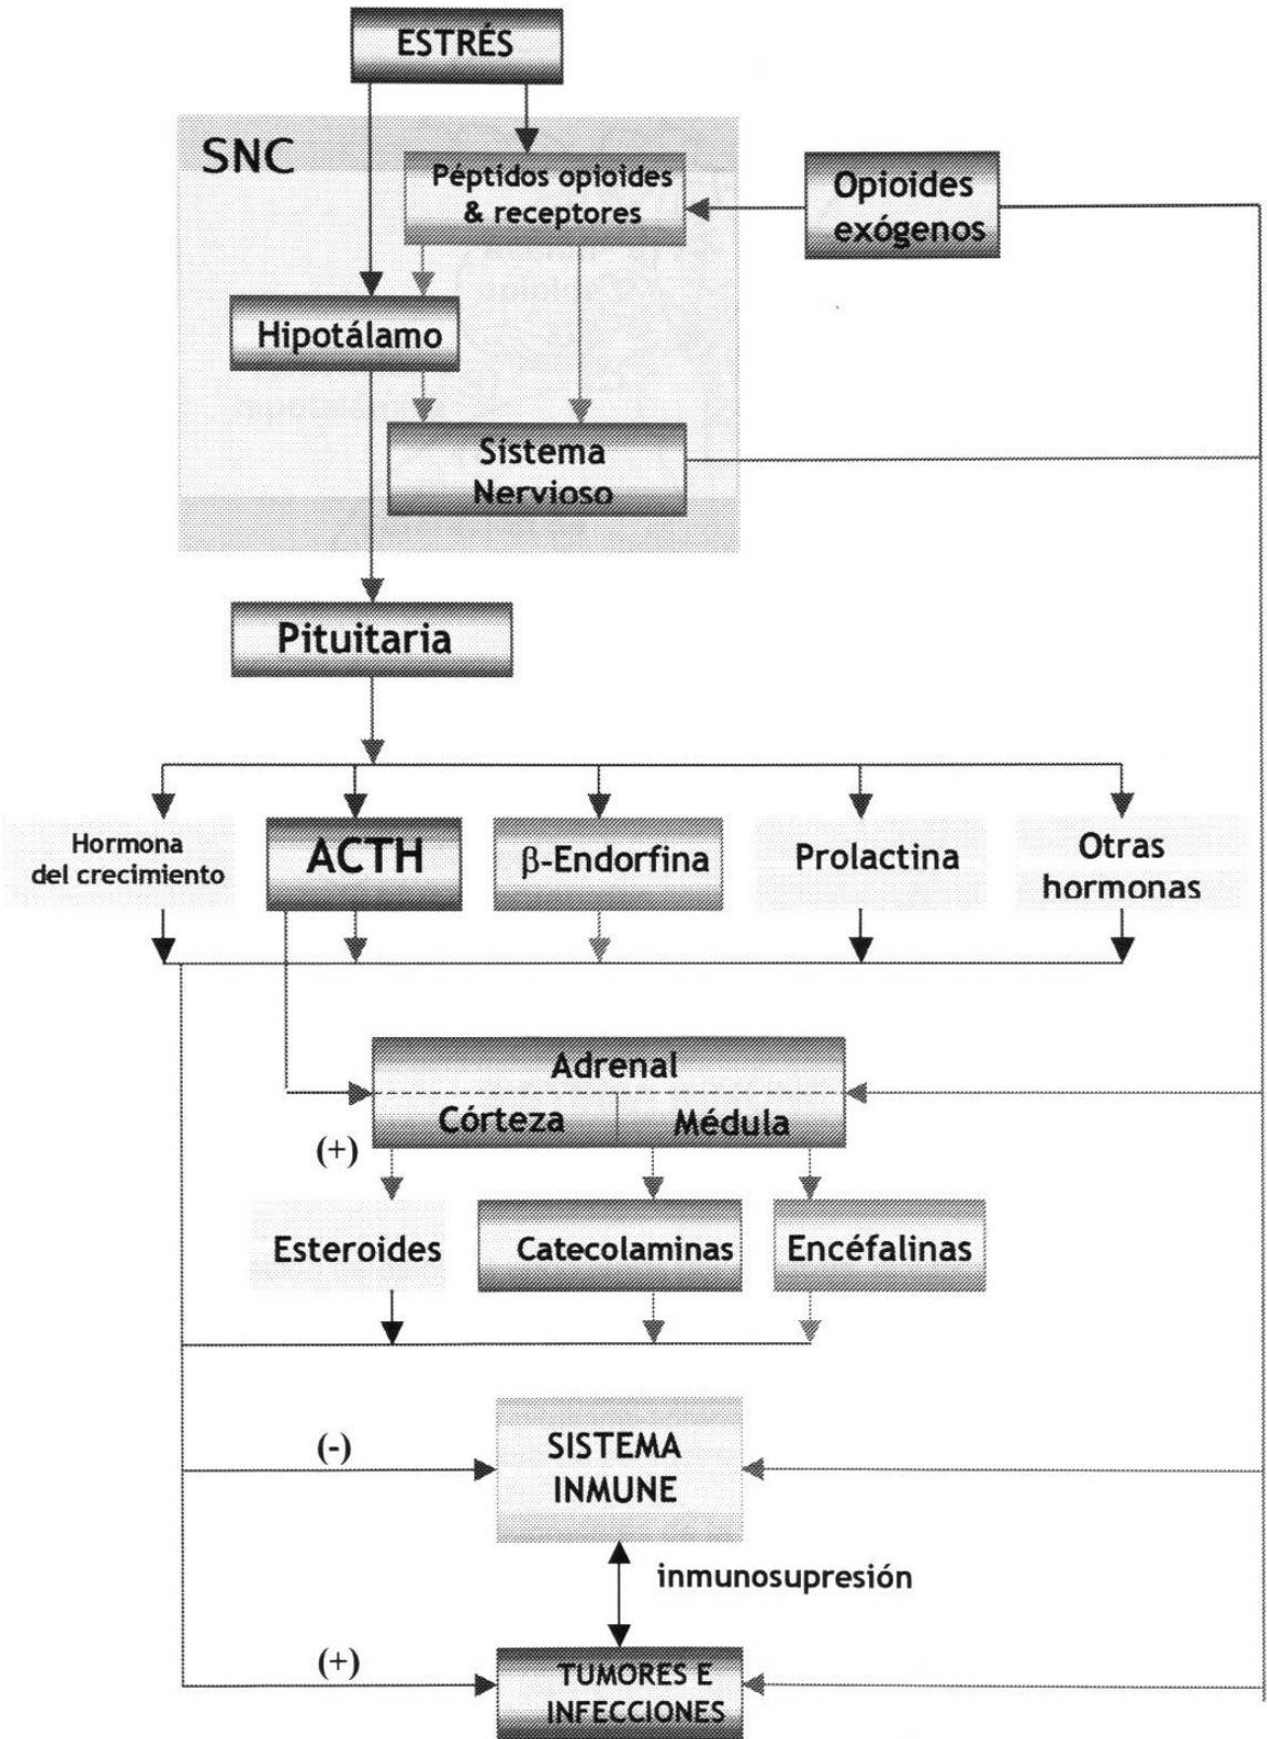 ESTRÉS
SNC
Péptidos opioides
& receptores
Opioides
exógenos
Hipotálamo
Sistema
Nervioso
Pituitaria
Hormona
del crecimiento
ACTH
β-Endorfina
Prolactina
Otras
hormonas
Adrenal
Córteza
Médula
(+)
Esteroides
Catecolaminas
Encéfalinas
(-)
SISTEMA
INMUNE
inmunosupresión
(+)
TUMORES E
INFECCIONES